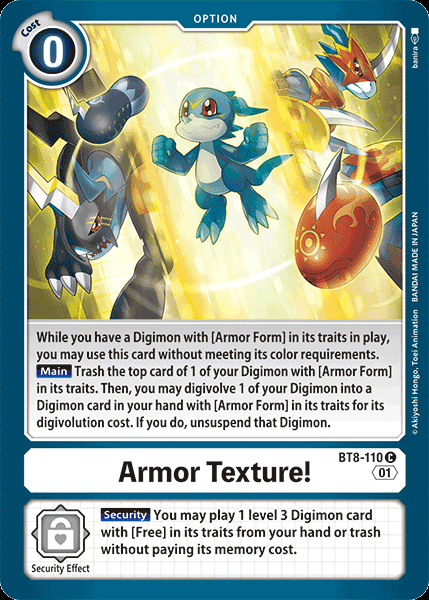 OPTION
Cost
0
banira
© Akiyoshi Hongo, Toei Animation BANDAI MADE IN JAPAN
While you have a Digimon with [Armor Form] in its traits in play,
you may use this card without meeting its color requirements.
Main Trash the top card of 1 of your Digimon with [Armor Form]
in its traits. Then, you may digivolve 1 of your Digimon into a
Digimon card in your hand with [Armor Form] in its traits for its
digivolution cost. If you do, unsuspend that Digimon.
BT8-110 C
Armor Texture!
01
Security You may play 1 level 3 Digimon card
with [Free] in its traits from your hand or trash
without paying its memory cost.
Security Effect